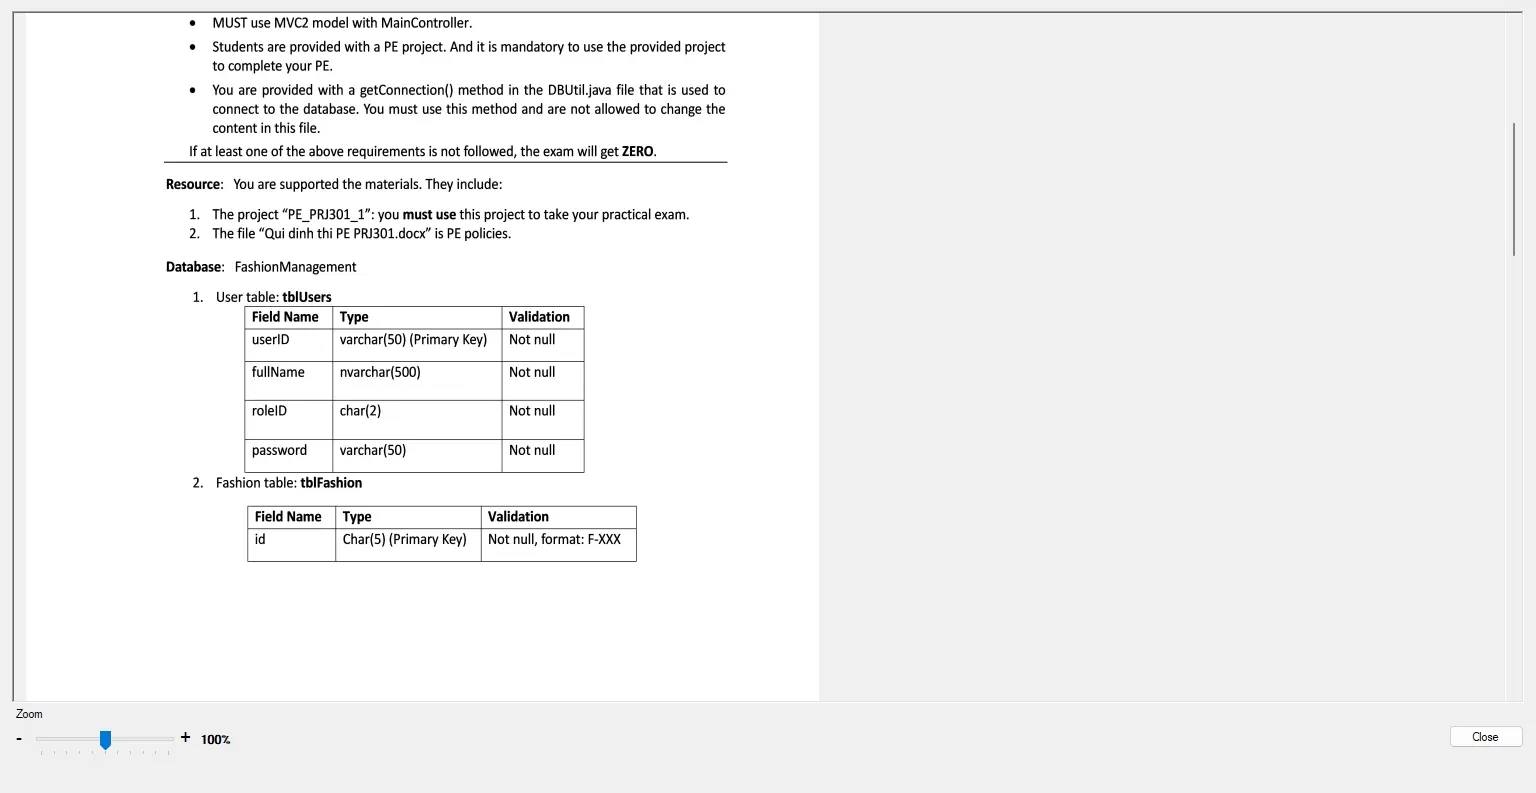 • MUST use MVC2 model with MainController.
• Students are provided with a PE project. And it is mandatory to use the provided project
to complete your PE.
• You are provided with a getConnection() method in the DBUtil.java file that is used to
connect to the database. You must use this method and are not allowed to change the
content in this file.
If at least one of the above requirements is not followed, the exam will get ZERO.
Resource: You are supported the materials. They include:
1. The project “PE_PRJ301_1”: you must use this project to take your practical exam.
2. The file “Qui dinh thi PE PRJ301.docx” is PE policies.
Database: FashionManagement
1. User table: tblUsers
Field Name Type Validation
userID varchar(50) (Primary Key) Not null
fullName nvarchar(500) Not null
roleID char(2) Not null
password varchar(50) Not null
2. Fashion table: tblFashion
Field Name Type Validation
id Char(5) (Primary Key) Not null, format: F-XXX
Zoom
- + 100%
Close